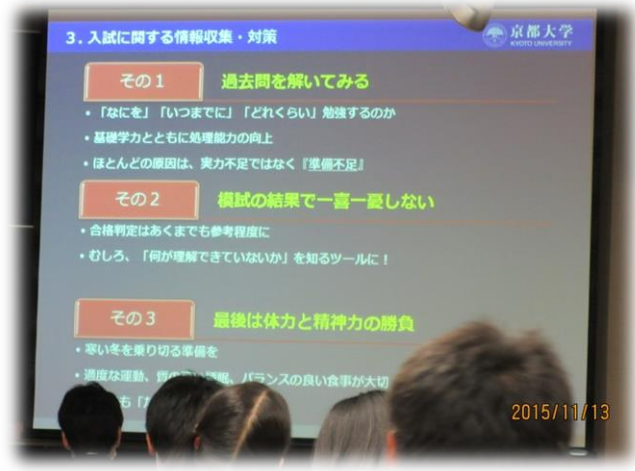 3. 入試に関する情報収集・対策
京都大学
KYOTO UNIVERSITY
その1 過去問を解いてみる
・「なにを」「いつまでに」「どれくらい」勉強するのか
・基礎学力とともに処理能力の向上
・ほとんどの原因は、実力不足ではなく『準備不足』
その2 模試の結果で一喜一憂しない
・合格判定はあくまでも参考程度に
・むしろ、「何が理解できていないか」を知るツールに！
その3 最後は体力と精神力の勝負
・寒い冬を乗り切る準備を
・適度な運動、質の 睡眠、バランスの良い食事が大切
も「
2015/11/13